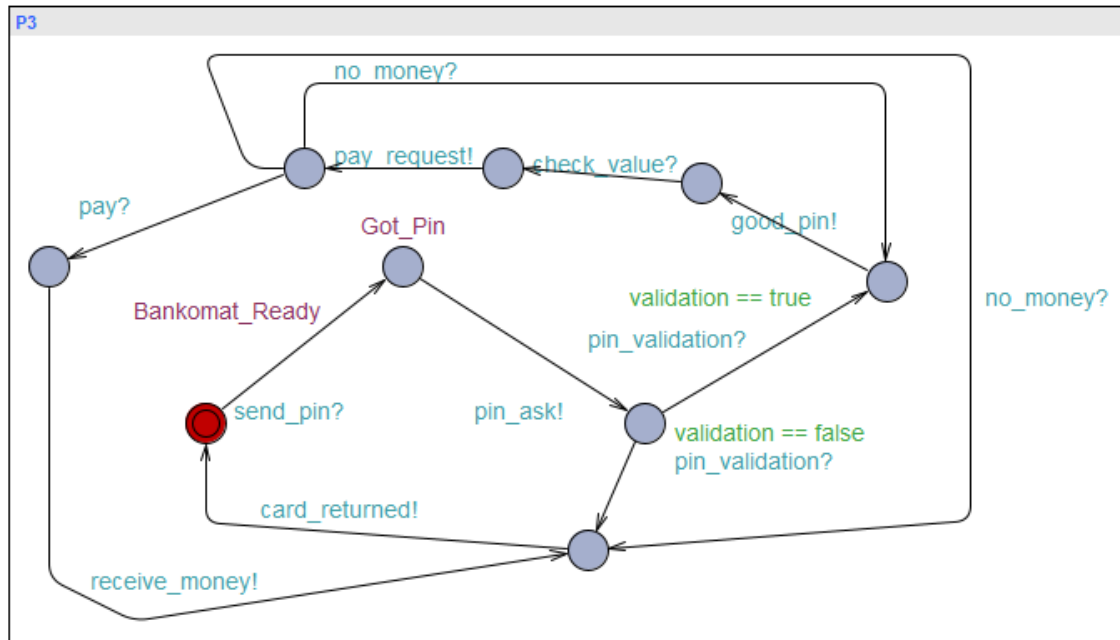 P3
no_money?
pay_request!
check_value?
pay?
good_pin!
Got_Pin
validation == true
no_money?
Bankomat_Ready
pin_validation?
send_pin?
pin_ask!
validation == false
pin_validation?
card_returned!
receive_money!